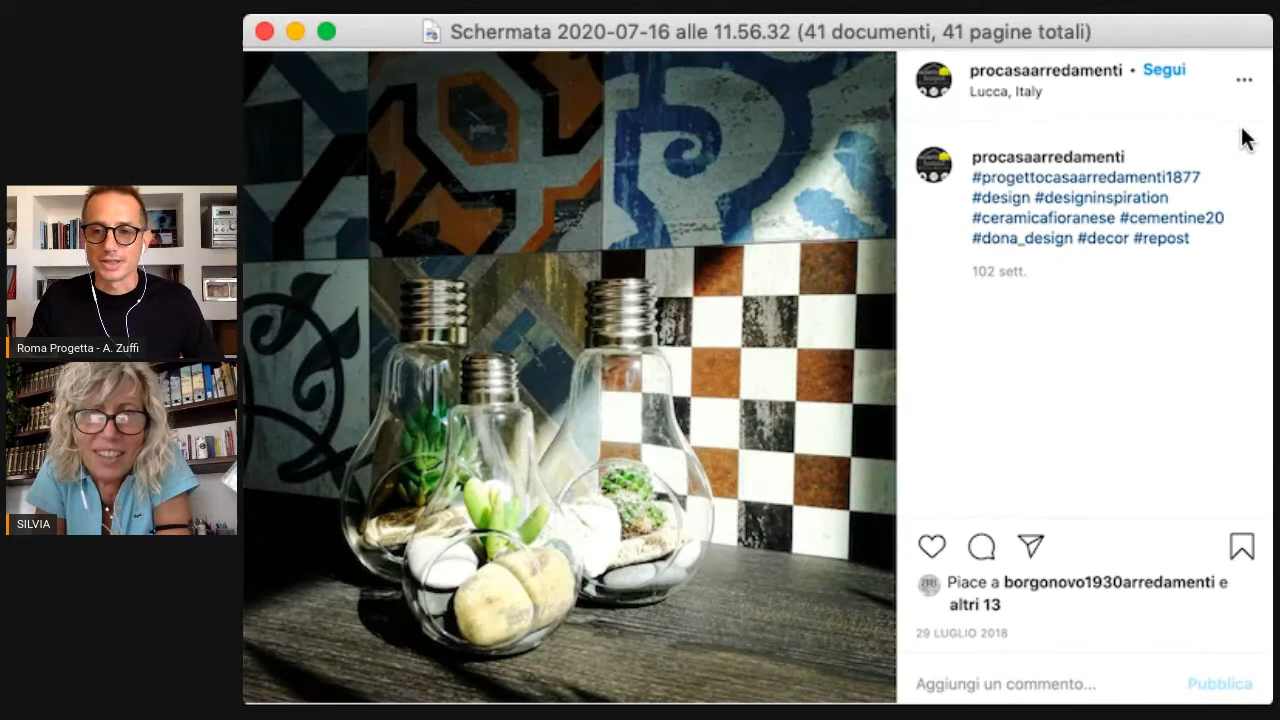 Schermata 2020-07-16 alle 11.56.32 (41 documenti, 41 pagine totali)
procasaarredamenti • Segui
Lucca, Italy
procasaarredamenti
#progettocasaarredamenti1877
#design #designinspiration
#ceramicafioranese #cementine20
#dona_design #decor #repost
102 sett.
Piace a borgonovo1930arredamenti e
altri 13
29 LUGLIO 2018
Aggiungi un commento... Pubblica
Roma Progetta - A. Zuffi
SILVIA